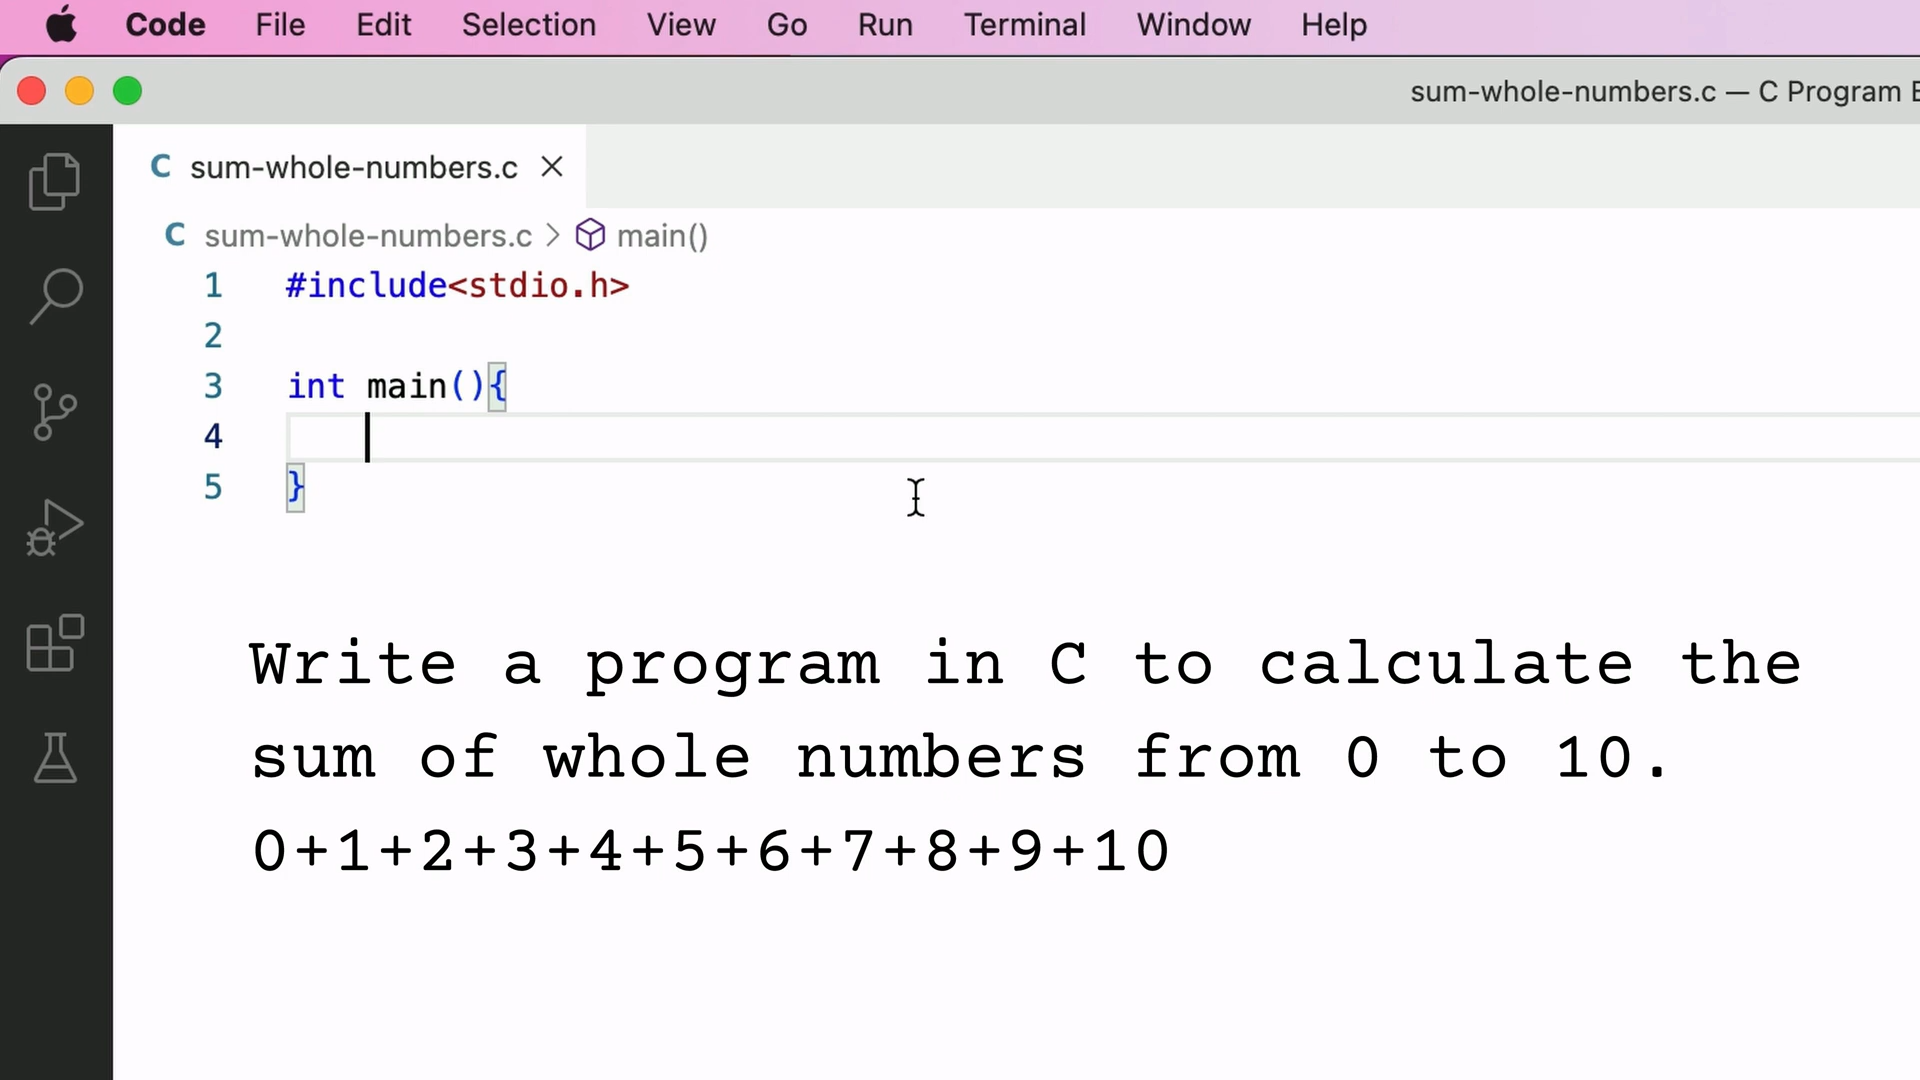 Code File Edit Selection View Go Run Terminal Window Help
sum-whole-numbers.c — C Program
C sum-whole-numbers.c
C sum-whole-numbers.c > main()
1 #include<stdio.h>
2
3 int main(){
4
5 }
Write a program in C to calculate the
sum of whole numbers from 0 to 10.
0+1+2+3+4+5+6+7+8+9+10